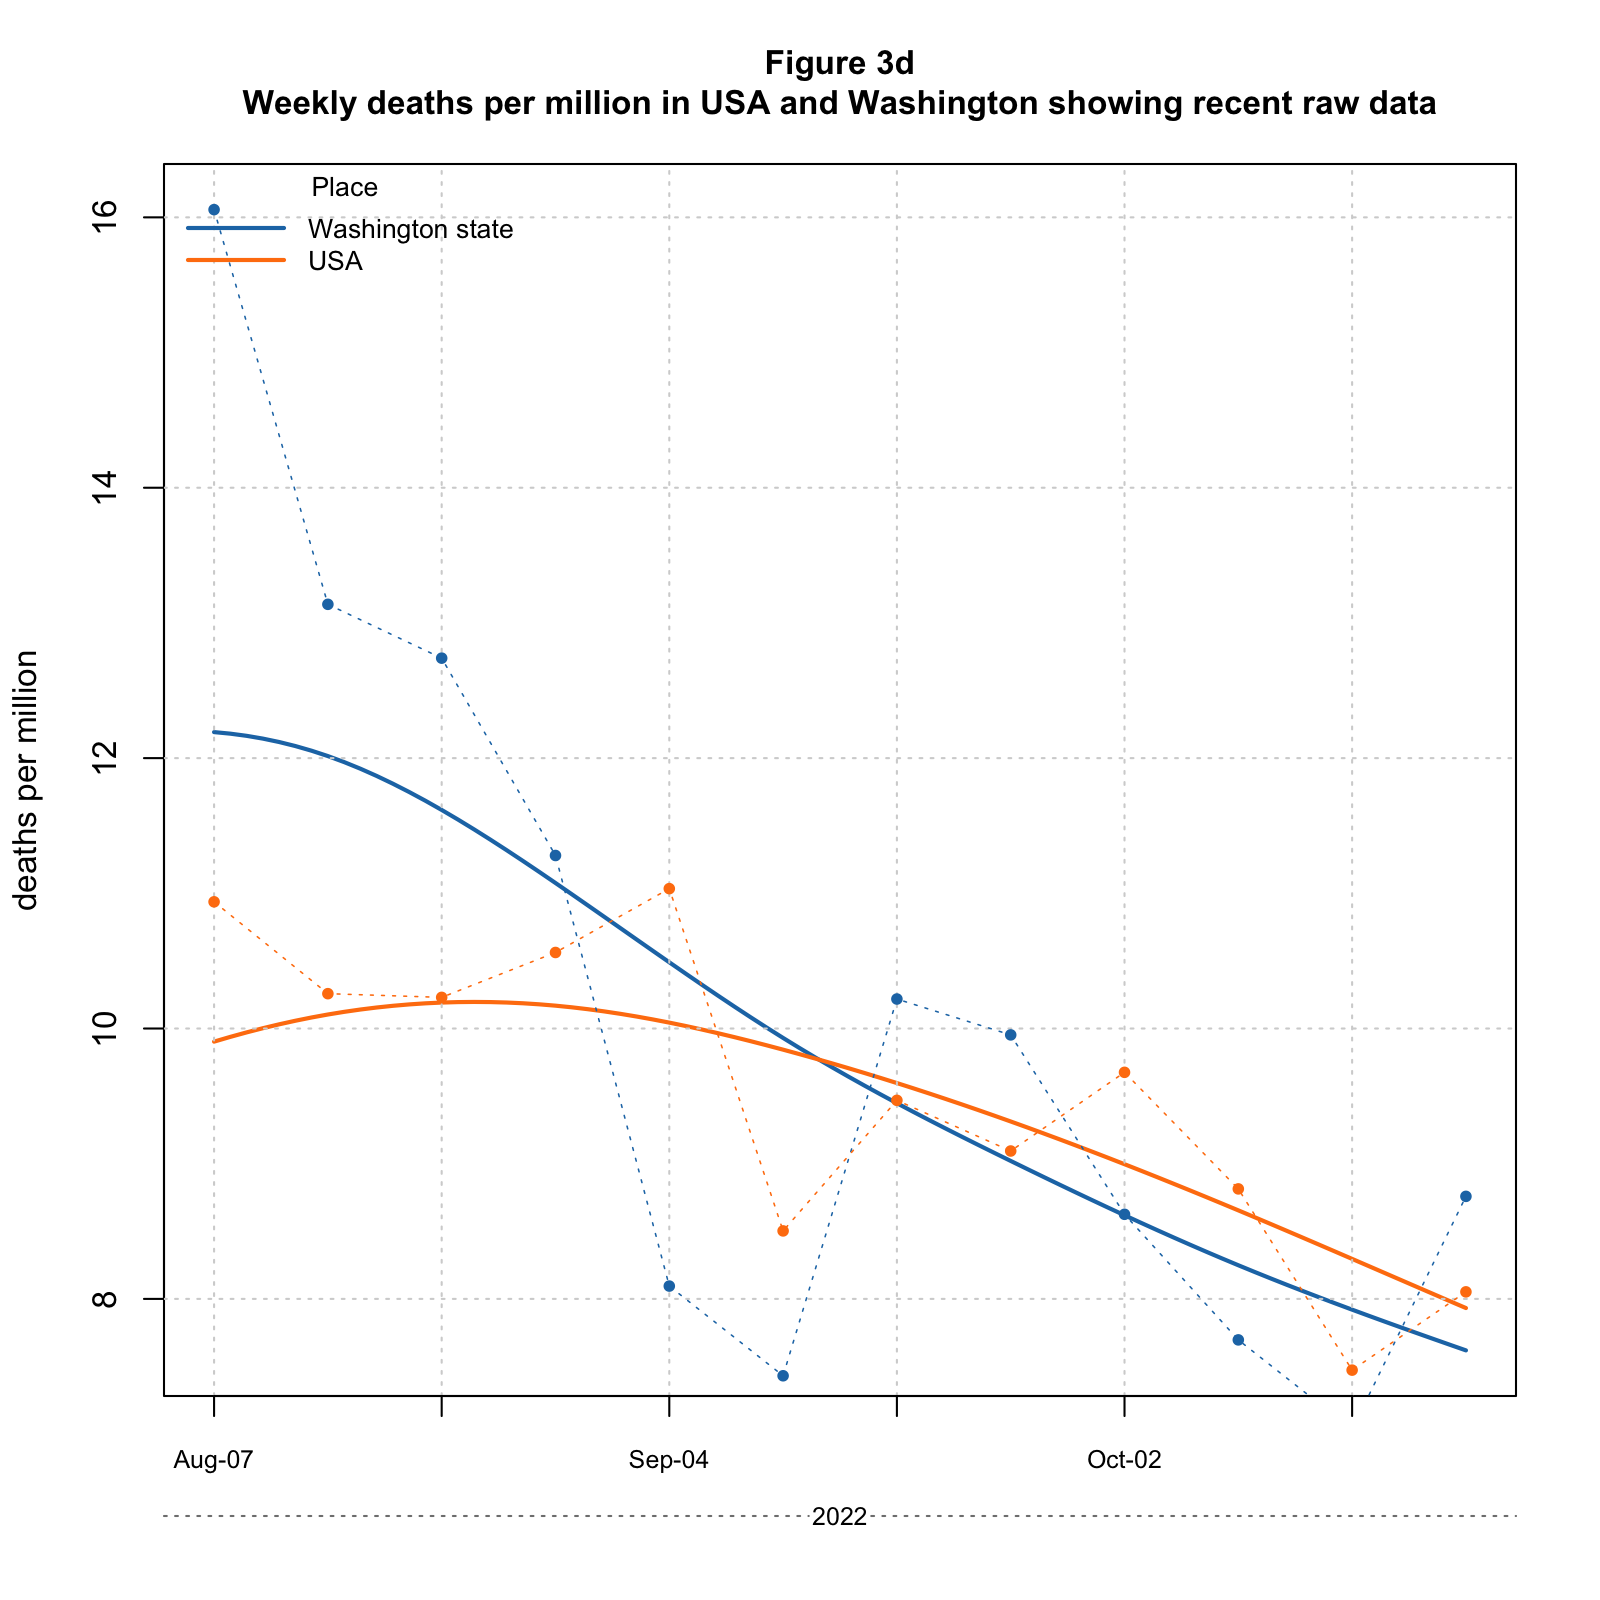 Figure 3d
Weekly deaths per million in USA and Washington showing recent raw data
Place
Washington state
USA
deaths per million
16
14
12
10
8
Aug-07
Sep-04
Oct-02
2022